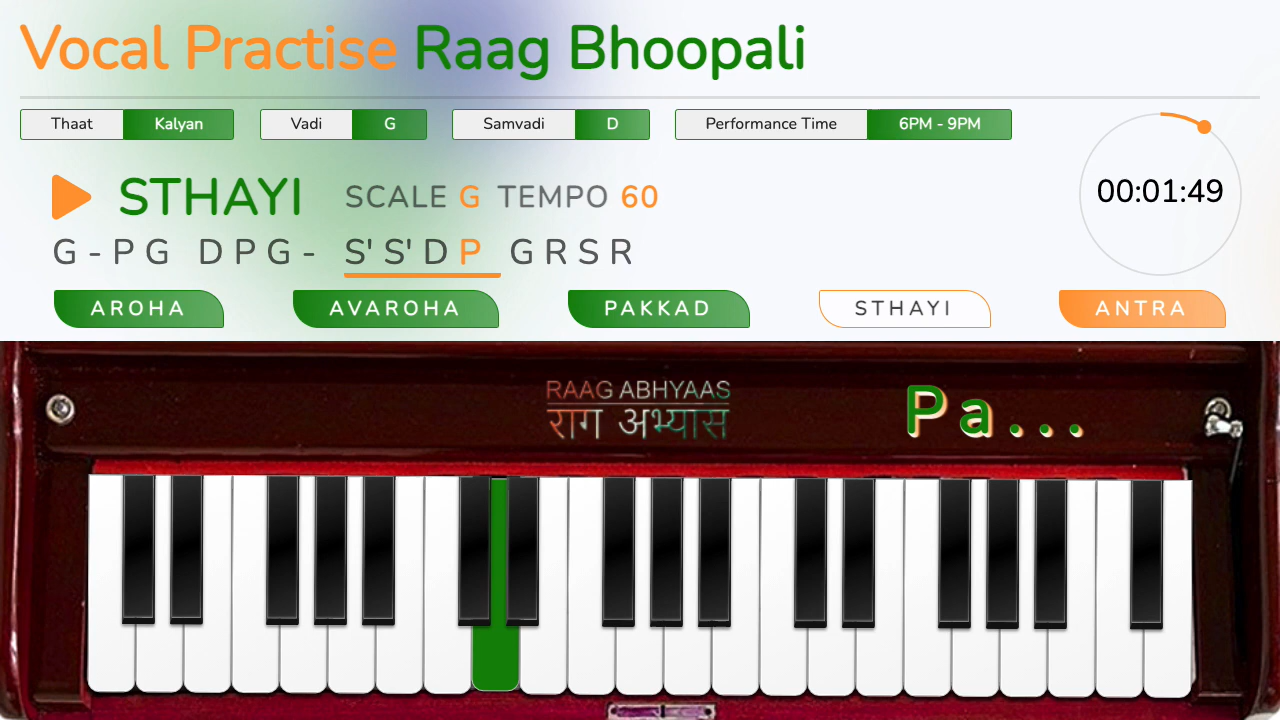 Vocal Practise Raag Bhoopali
Thaat Kalyan Vadi G Samvadi D Performance Time 6PM - 9PM
STHAYI SCALE G TEMPO 60
00:01:49
G - P G D P G - S' S' D P G R S R
AROHA AVAROHA PAKKAD STHAYI ANTRA
RAAG ABHYAAS
राग अभ्यास
Pa...